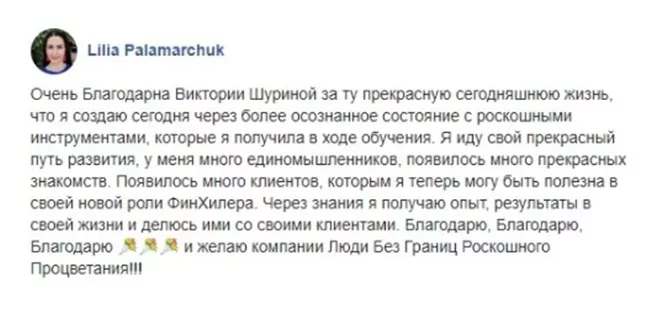 Lilia Palamarchuk
Очень Благодарна Виктории Шуриной за ту прекрасную сегодняшнюю жизнь,
что я создаю сегодня через более осознанное состояние с роскошными
инструментами, которые я получила в ходе обучения. Я иду свой прекрасный
путь развития, у меня много единомышленников, появилось много прекрасных
знакомств. Появилось много клиентов, которым я теперь могу быть полезна в
своей новой роли ФинХилера. Через знания я получаю опыт, результаты в
своей жизни и делюсь ими со своими клиентами. Благодарю, Благодарю,
Благодарю 💐💐💐 и желаю компании Люди Без Границ Роскошного
Процветания!!!